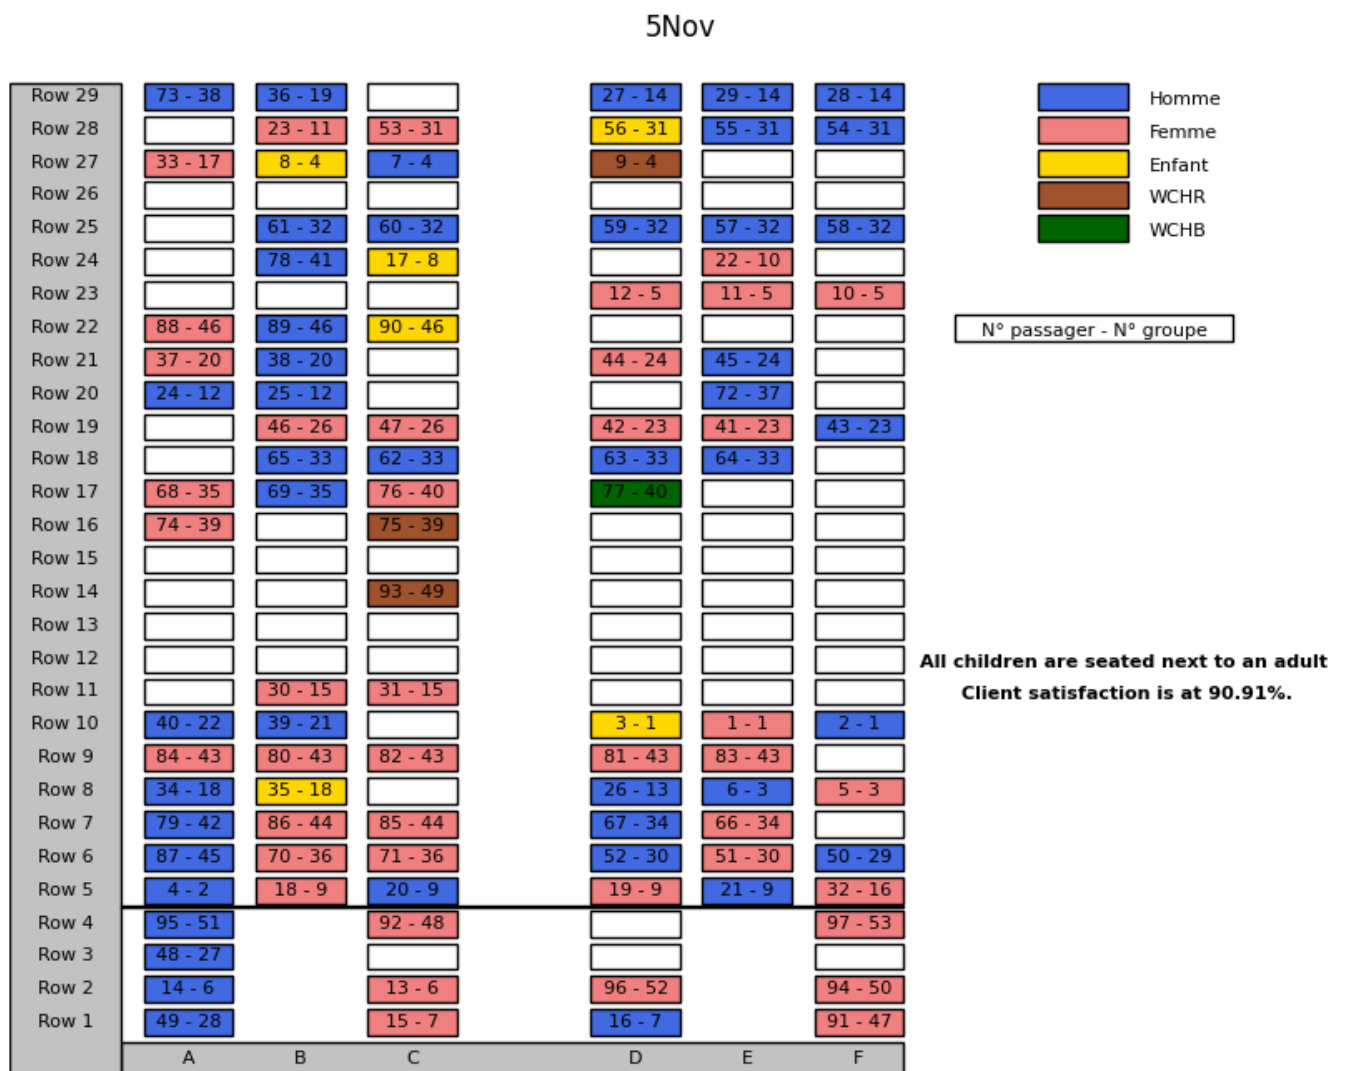 5Nov
Row 29 73 - 38 36 - 19 27 - 14 29 - 14 28 - 14 Homme
Row 28 23 - 11 53 - 31 56 - 31 55 - 31 54 - 31 Femme
Row 27 33 - 17 8 - 4 7 - 4 9 - 4 Enfant
Row 26 WCHR
Row 25 61 - 32 60 - 32 59 - 32 57 - 32 58 - 32 WCHB
Row 24 78 - 41 17 - 8 22 - 10
Row 23 12 - 5 11 - 5 10 - 5
Row 22 88 - 46 89 - 46 90 - 46 N° passager - N° groupe
Row 21 37 - 20 38 - 20 44 - 24 45 - 24
Row 20 24 - 12 25 - 12 72 - 37
Row 19 46 - 26 47 - 26 42 - 23 41 - 23 43 - 23
Row 18 65 - 33 62 - 33 63 - 33 64 - 33
Row 17 68 - 35 69 - 35 76 - 40 77 - 40
Row 16 74 - 39 75 - 39
Row 15
Row 14 93 - 49
Row 13
Row 12 All children are seated next to an adult
Row 11 30 - 15 31 - 15 Client satisfaction is at 90.91%.
Row 10 40 - 22 39 - 21 3 - 1 1 - 1 2 - 1
Row 9 84 - 43 80 - 43 82 - 43 81 - 43 83 - 43
Row 8 34 - 18 35 - 18 26 - 13 6 - 3 5 - 3
Row 7 79 - 42 86 - 44 85 - 44 67 - 34 66 - 34
Row 6 87 - 45 70 - 36 71 - 36 52 - 30 51 - 30 50 - 29
Row 5 4 - 2 18 - 9 20 - 9 19 - 9 21 - 9 32 - 16
Row 4 95 - 51 92 - 48 97 - 53
Row 3 48 - 27
Row 2 14 - 6 13 - 6 96 - 52 94 - 50
Row 1 49 - 28 15 - 7 16 - 7 91 - 47
A B C D E F